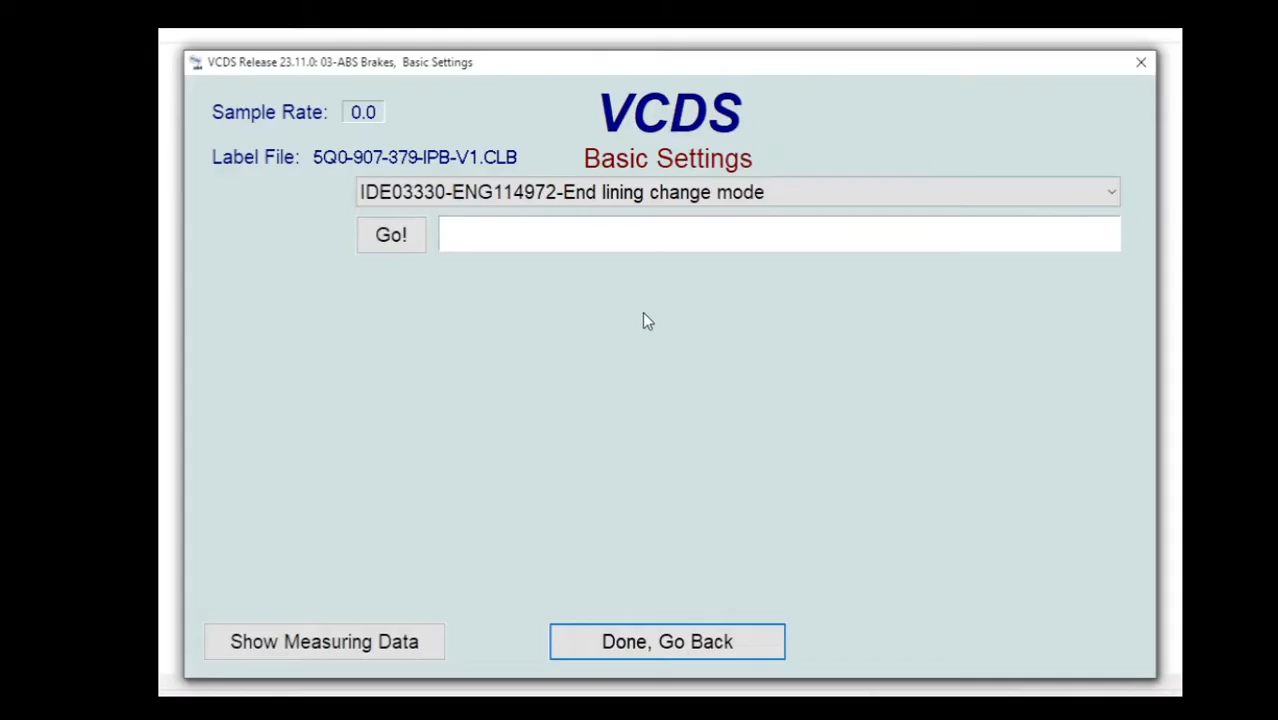 VCDS Release 23.11.0: 03-ABS Brakes, Basic Settings
Sample Rate: 0.0
VCDS
Label File: 5Q0-907-379-IPB-V1.CLB
Basic Settings
IDE03330-ENG114972-End lining change mode
Go!
Show Measuring Data
Done, Go Back